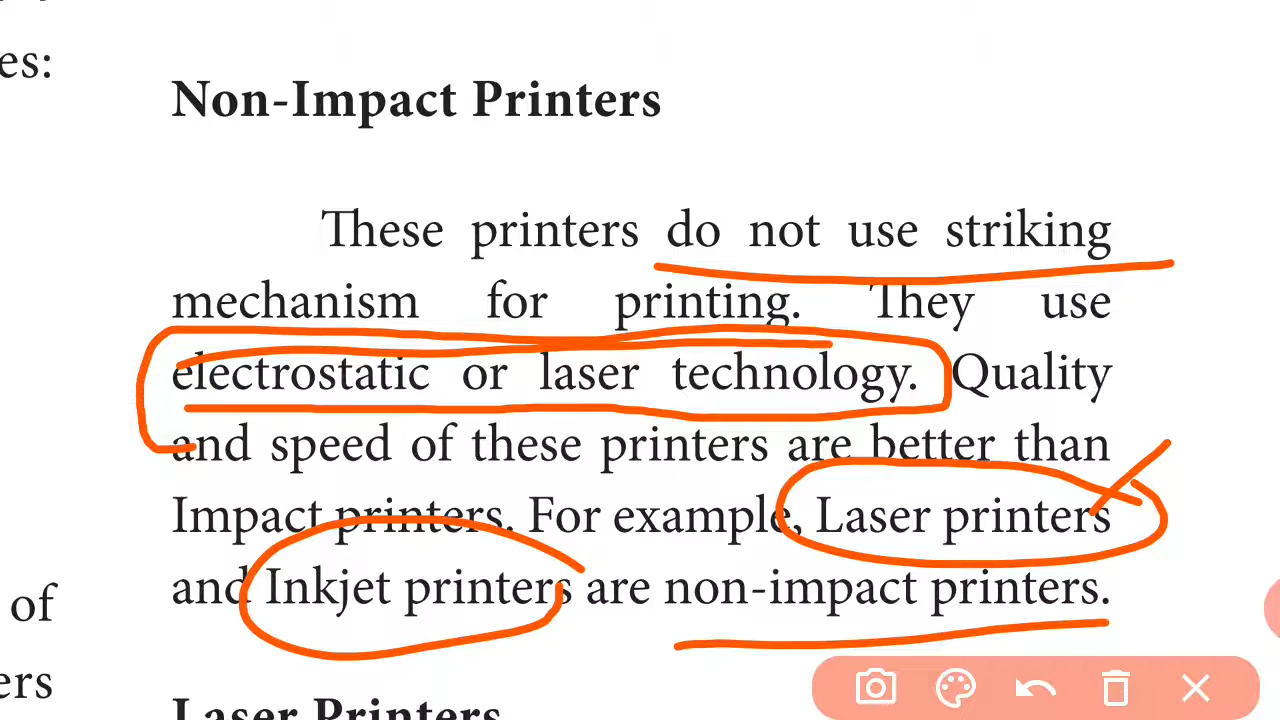 es:
Non-Impact Printers
These printers do not use striking
mechanism for printing. They use
electrostatic or laser technology. Quality
and speed of these printers are better than
Impact printers. For example, Laser printers
and Inkjet printers are non-impact printers.
of
ers
Laser Printers